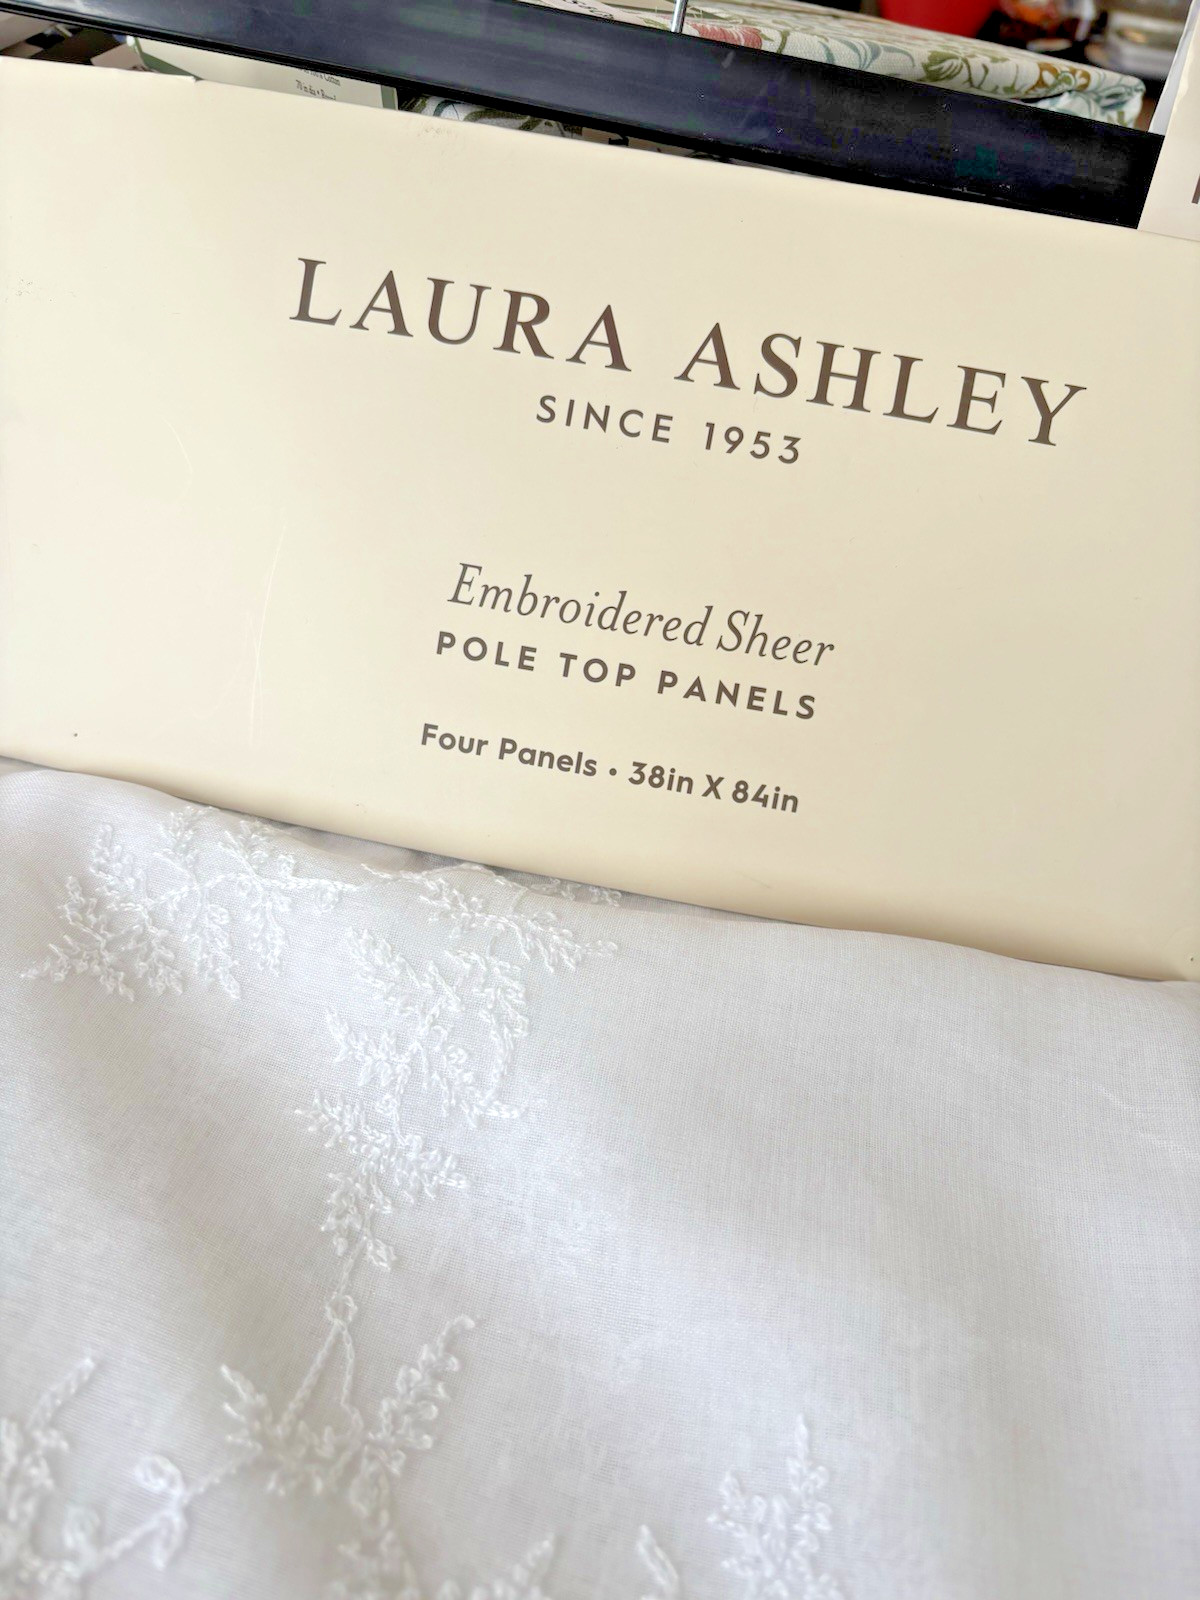 LAURA ASHLEY
SINCE 1953
Embroidered Sheer
POLE TOP PANELS
Four Panels • 38in X 84in